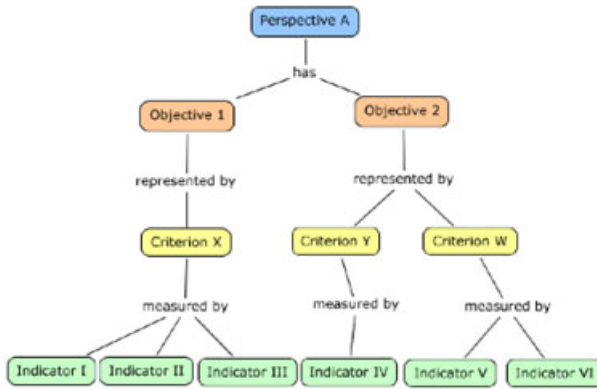 Perspective A
has
Objective 1
Objective 2
represented by
represented by
Criterion X
Criterion Y
Criterion W
measured by
measured by
measured by
Indicator I
Indicator II
Indicator III
Indicator IV
Indicator V
Indicator VI